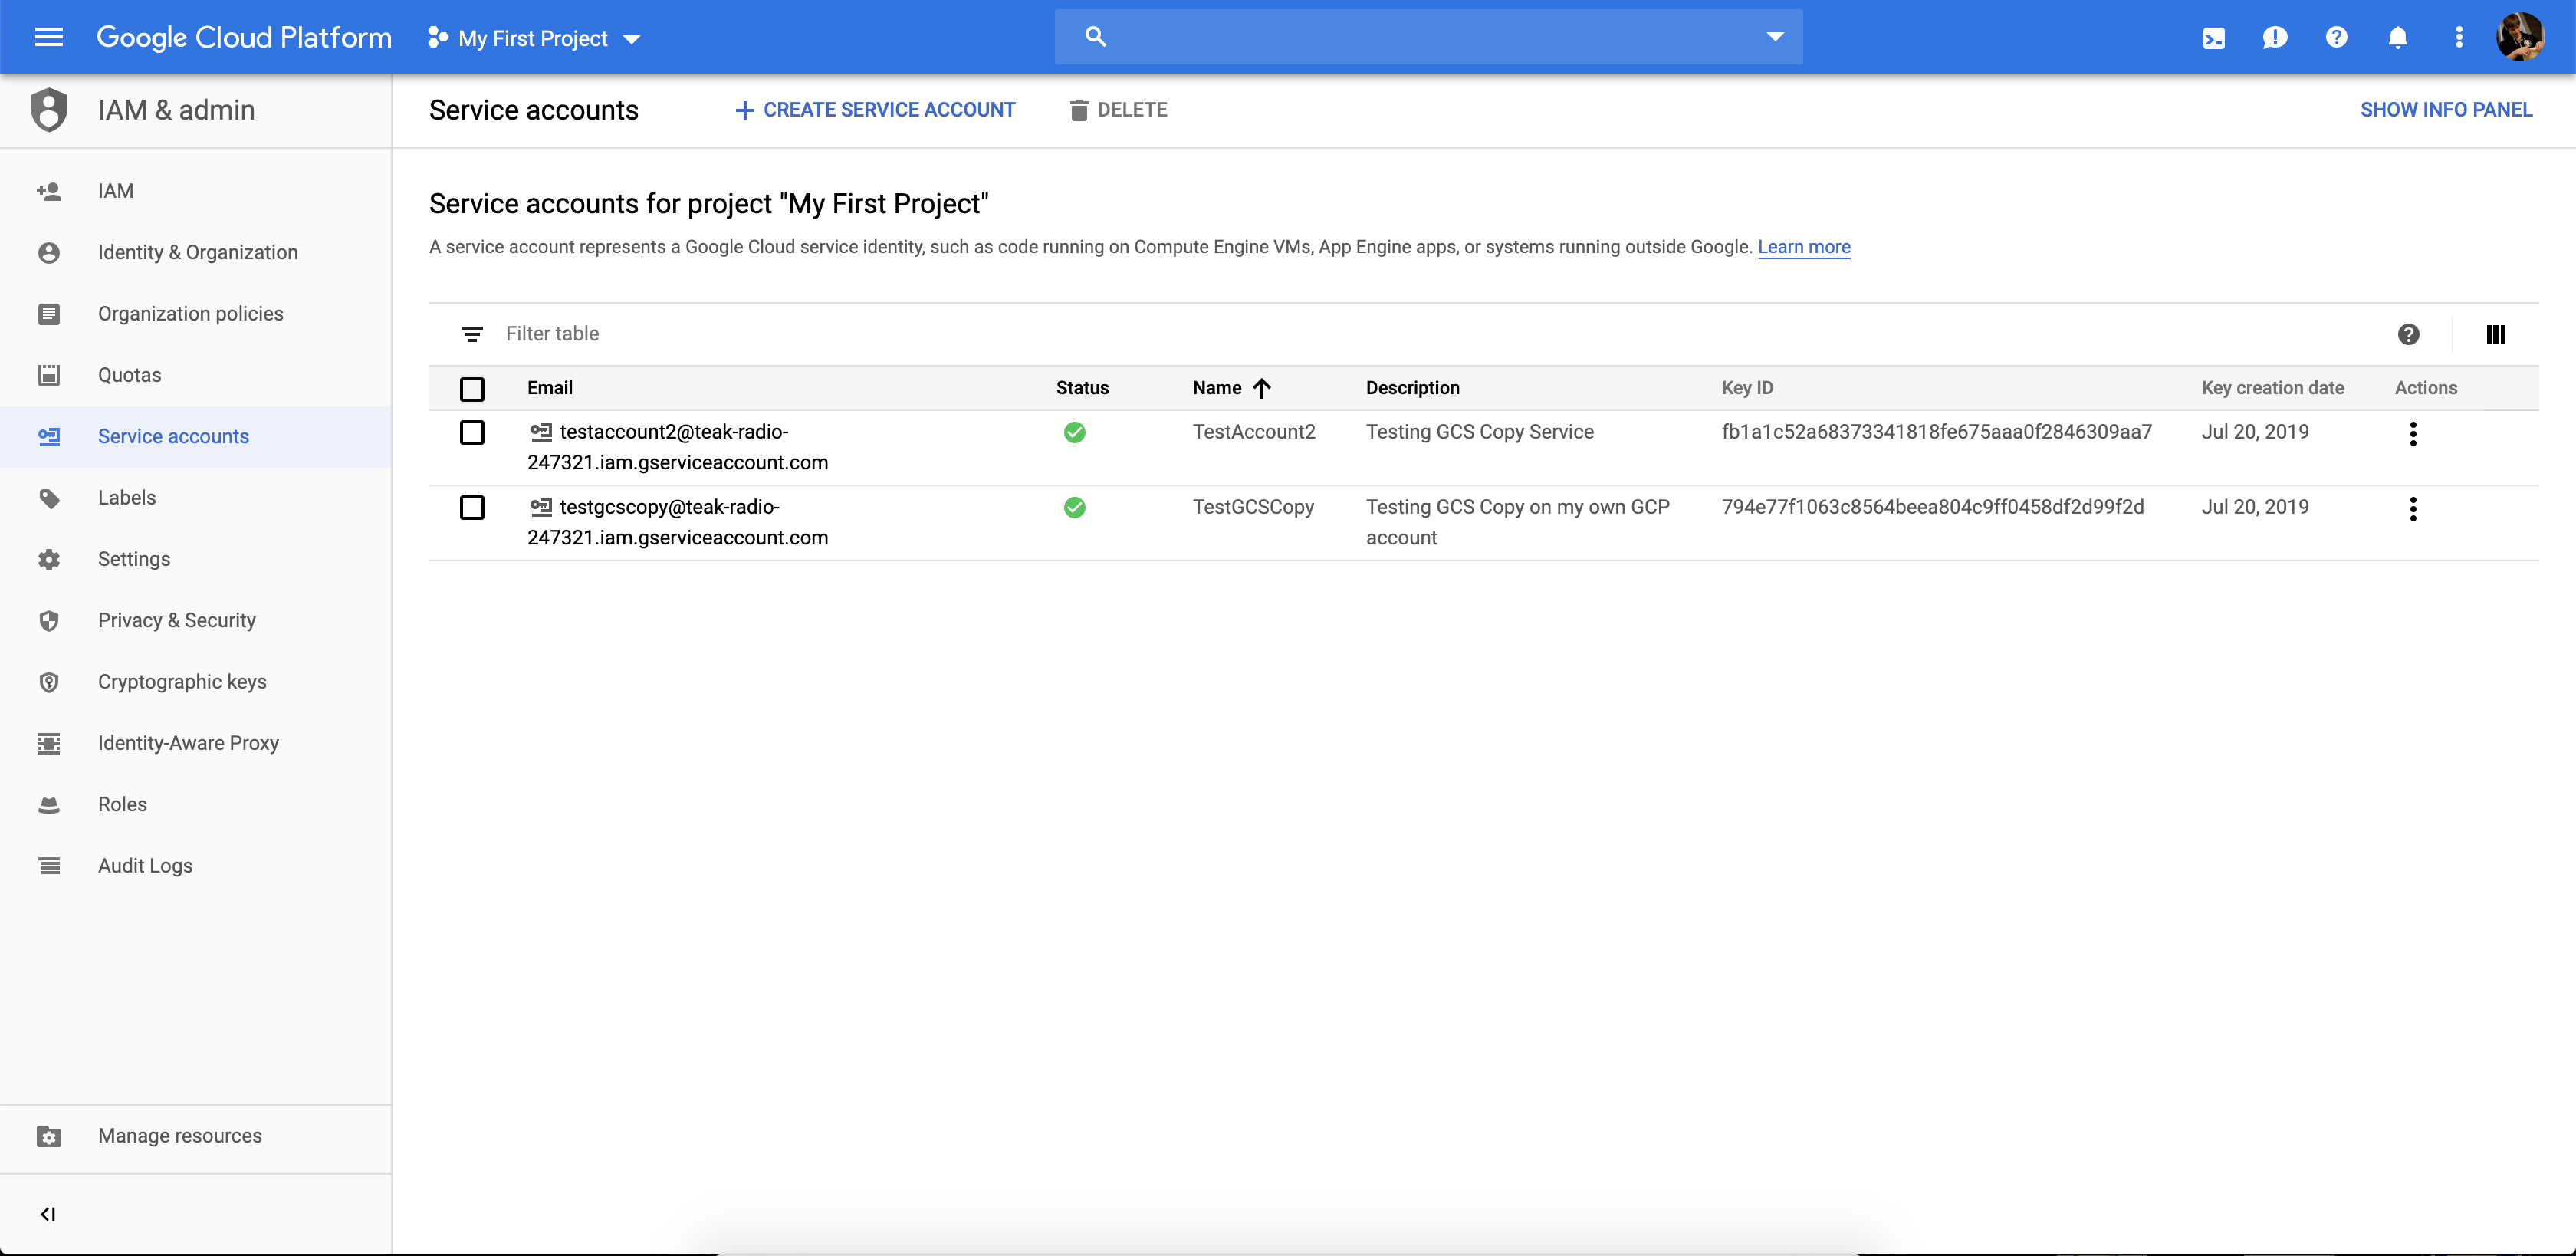 Google Cloud Platform
My First Project
IAM & admin
Service accounts
CREATE SERVICE ACCOUNT
DELETE
SHOW INFO PANEL
IAM
Identity & Organization
Organization policies
Quotas
Service accounts
Labels
Settings
Privacy & Security
Cryptographic keys
Identity-Aware Proxy
Roles
Audit Logs
Manage resources
Service accounts for project "My First Project"
A service account represents a Google Cloud service identity, such as code running on Compute Engine VMs, App Engine apps, or systems running outside Google. Learn more
Filter table
Email Status Name Description Key ID Key creation date Actions
testaccount2@teak-radio- TestAccount2 Testing GCS Copy Service fb1a1c52a68373341818fe675aaa0f2846309aa7 Jul 20, 2019
247321.iam.gserviceaccount.com
testgcscopy@teak-radio- TestGCSCopy Testing GCS Copy on my own GCP 794e77f1063c8564beea804c9ff0458df2d99f2d Jul 20, 2019
247321.iam.gserviceaccount.com account